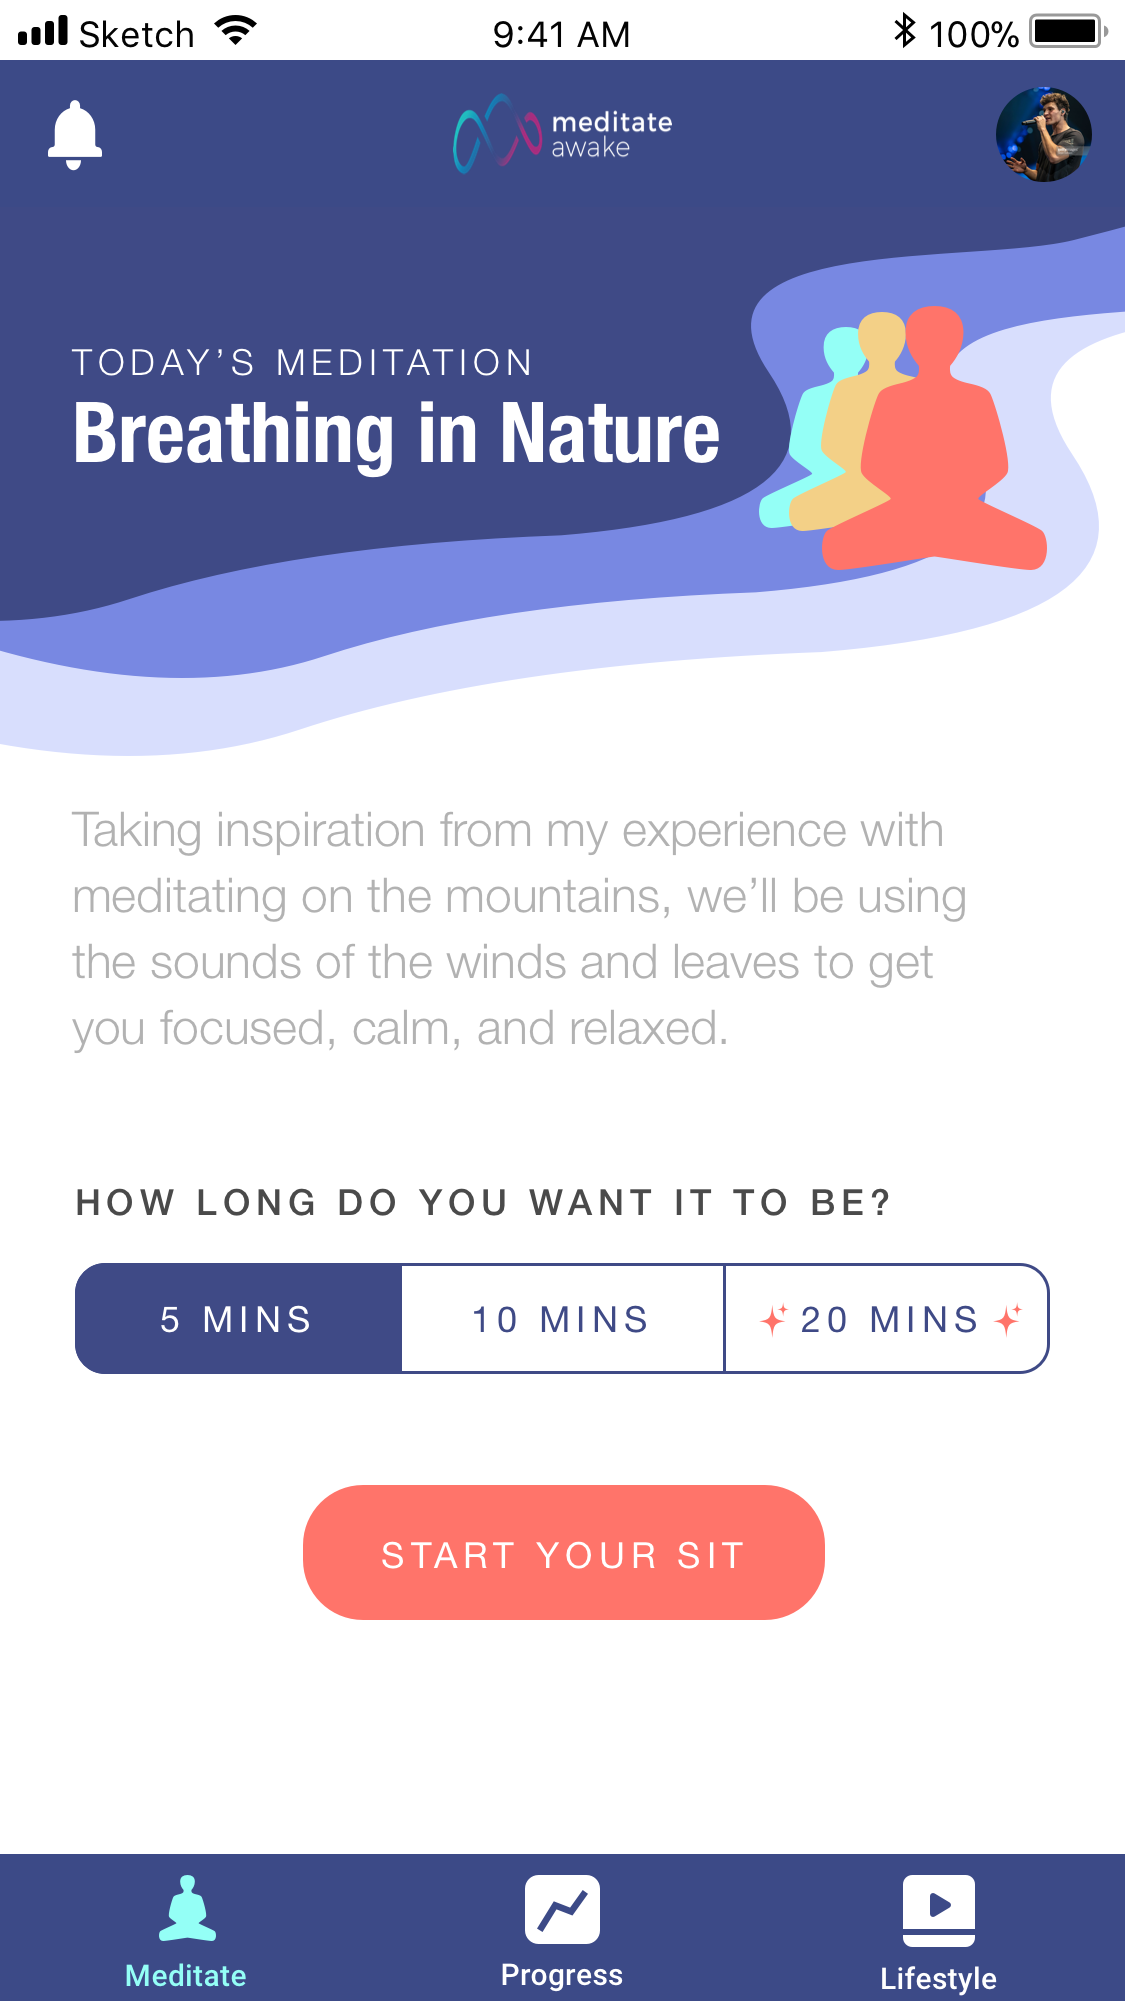 Sketch 9:41 AM 100%
meditate
awake
TODAY'S MEDITATION
Breathing in Nature
Taking inspiration from my experience with
meditating on the mountains, we'll be using
the sounds of the winds and leaves to get
you focused, calm, and relaxed.
HOW LONG DO YOU WANT IT TO BE?
5 MINS 10 MINS 20 MINS
START YOUR SIT
Meditate Progress Lifestyle